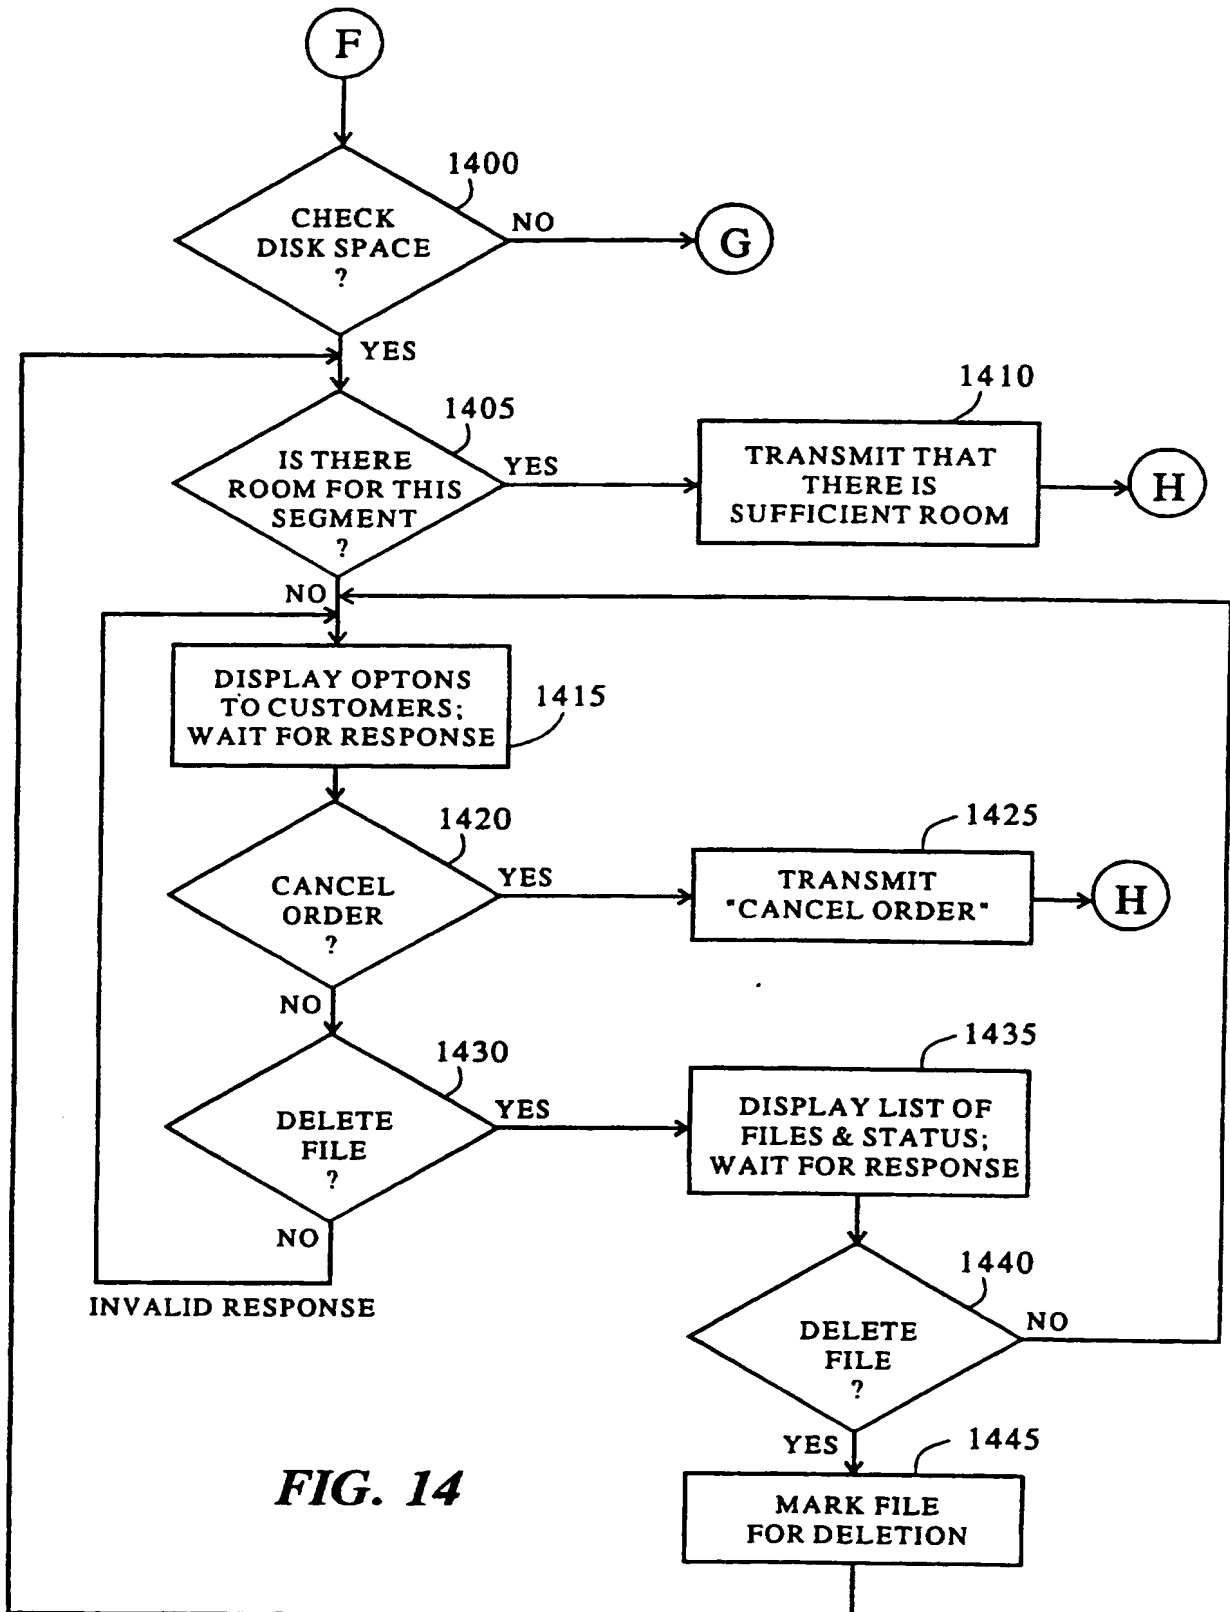 F
1400
CHECK
DISK SPACE
?
NO
G
YES
1405
IS THERE
ROOM FOR THIS
SEGMENT
?
YES
1410
TRANSMIT THAT
THERE IS
SUFFICIENT ROOM
H
NO
DISPLAY OPTONS
TO CUSTOMERS;
WAIT FOR RESPONSE
1415
1420
CANCEL
ORDER
?
YES
1425
TRANSMIT
"CANCEL ORDER"
H
NO
1430
DELETE
FILE
?
YES
1435
DISPLAY LIST OF
FILES & STATUS;
WAIT FOR RESPONSE
NO
INVALID RESPONSE
1440
DELETE
FILE
?
NO
YES
1445
MARK FILE
FOR DELETION
FIG. 14